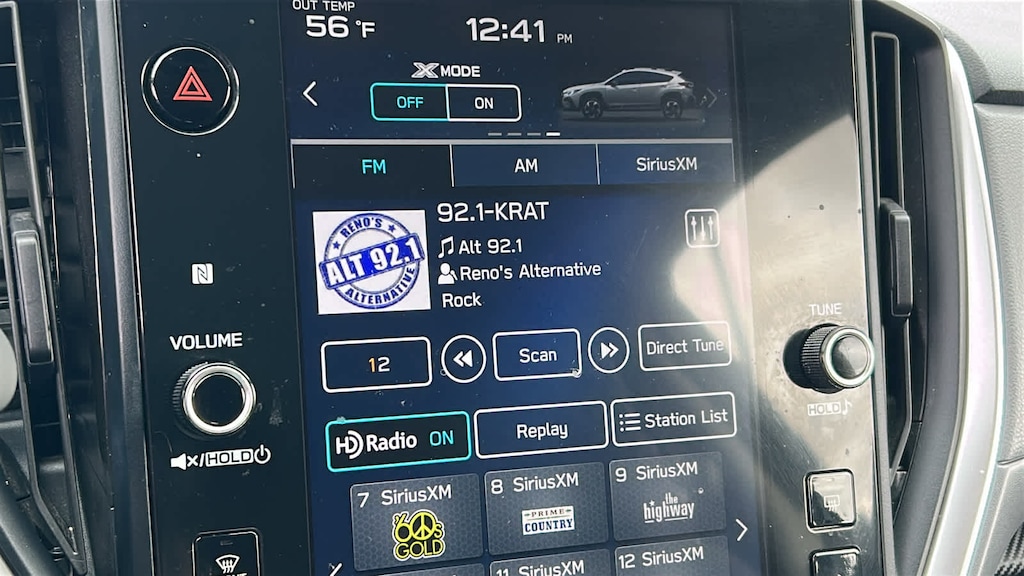 OUT TEMP
56 °F
12:41 PM
X MODE
OFF ON
FM AM SiriusXM
RENO'S
ALT 92.1
ALTERNATIVE
92.1-KRAT
Alt 92.1
Reno's Alternative
Rock
N
VOLUME
TUNE
12 Scan Direct Tune
HOLD
HD Radio ON Replay Station List
/HOLD
7 SiriusXM 8 SiriusXM 9 SiriusXM
60s GOLD
PRIME COUNTRY
the highway
11 SiriusXM 12 SiriusXM